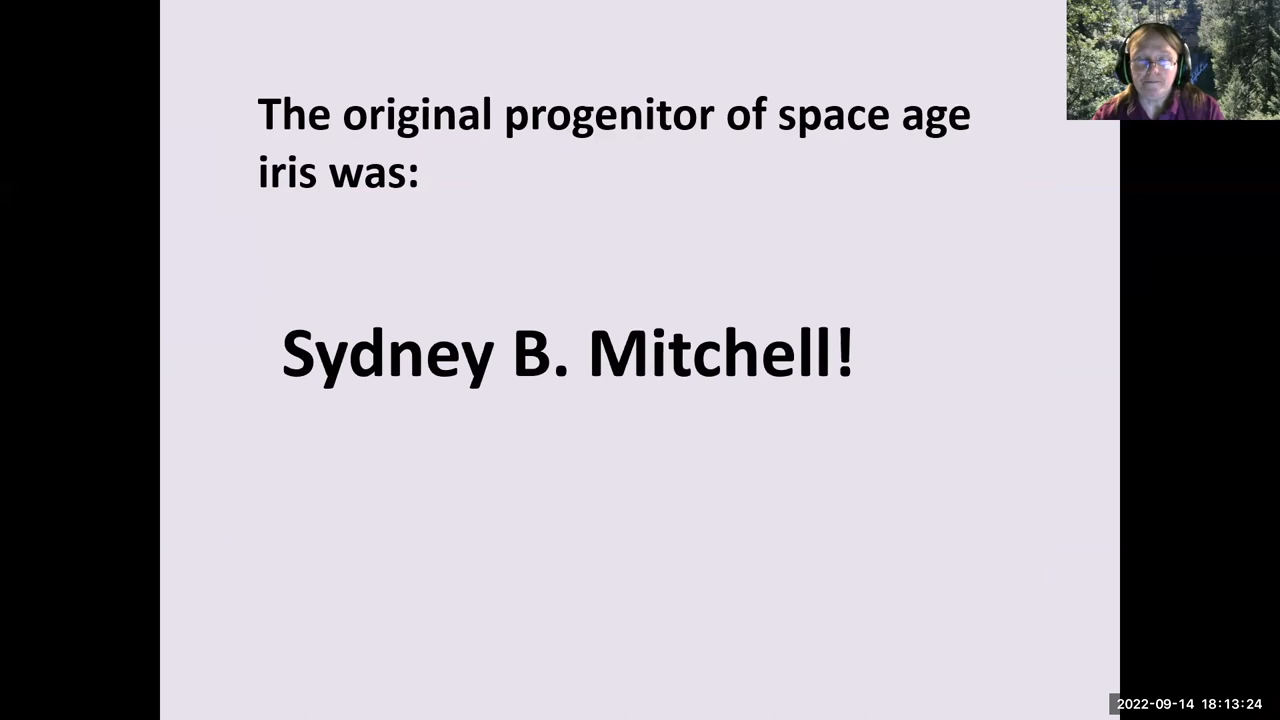 The original progenitor of space age
iris was:
Sydney B. Mitchell!
2022-09-14 18:13:24